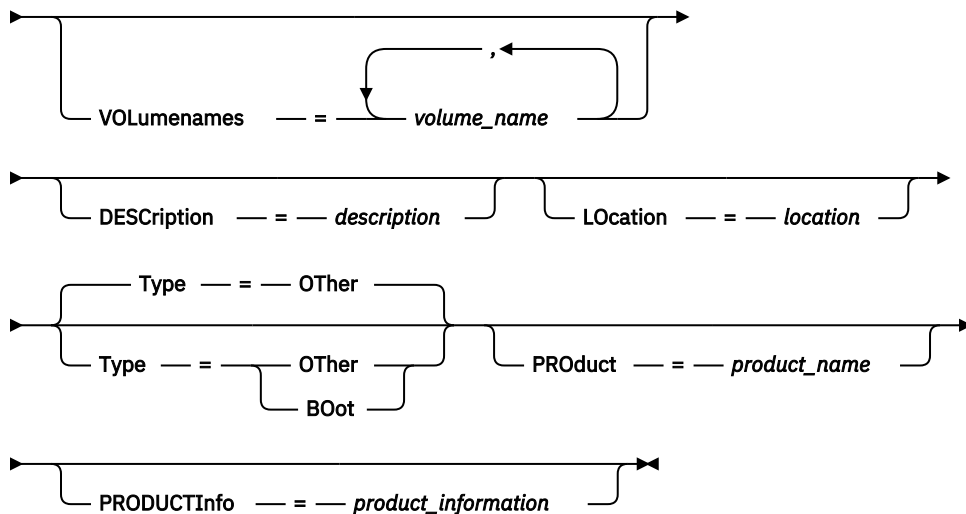 ,
VOLumenames = volume_name
DESCription = description LOcation = location
Type = OTher
Type = OTher PROduct = product_name
BOot
PRODUCTInfo = product_information